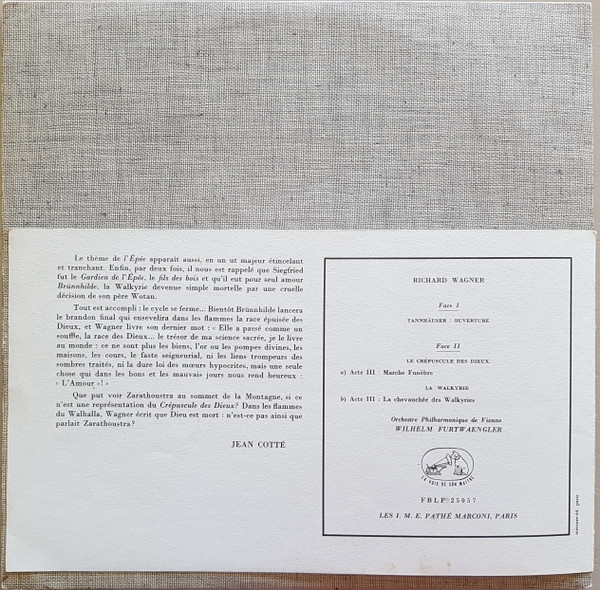 Le thème de l'Épée apparaît aussi, en un ut majeur étincelant
et tranchant. Enfin, par deux fois, il nous est rappelé que Siegfried
fut le Gardien de l'Épée, le fils des bois et qu'il eut pour seul amour
Brünnhilde, la Walkyrie devenue simple mortelle par une cruelle
décision de son père Wotan.
Tout est accompli : le cycle se ferme... Bientôt Brünnhilde lancera
le brandon final qui ensevelira dans les flammes la race épuisée des
Dieux, et Wagner livre son dernier mot : « Elle a passé comme un
souffle, la race des Dieux... le trésor de ma science sacrée, je le livre
au monde : ce ne sont plus les biens, l'or ou les pompes divines, les
maisons, les cours, le faste seigneurial, ni les liens trompeurs des
sombres traités, ni la dure loi des mœurs hypocrites, mais une seule
chose qui dans les bons et les mauvais jours nous rend heureux :
« L'Amour » ! »
Que put voir Zarathoustra au sommet de la Montagne, si ce
n'est une représentation du Crépuscule des Dieux ? Dans les flammes
du Walhalla, Wagner écrit que Dieu est mort : n'est-ce pas ainsi que
parlait Zarathoustra ?
JEAN COTTÉ
RICHARD WAGNER
Face I
TANNHÄUSER : OUVERTURE
Face II
LE CRÉPUSCULE DES DIEUX
a) Acte III : Marche Funèbre
LA WALKYRIE
b) Acte III : La chevauchée des Walkyries
Orchestre Philharmonique de Vienne
WILHELM FURTWAENGLER
LA VOIX DE SON MAITRE
FBLP 25057
LES I. M. E. PATHÉ MARCONI, PARIS